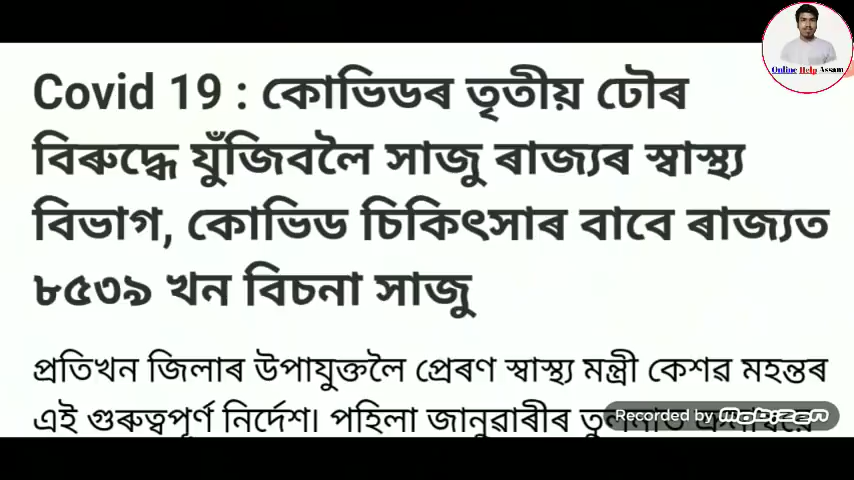 Online Help Assam
Covid 19 : কোভিডৰ তৃতীয় ঢৌৰ
বিৰুদ্ধে যুঁজিবলৈ সাজু ৰাজ্যৰ স্বাস্থ্য
বিভাগ, কোভিড চিকিৎসাৰ বাবে ৰাজ্যত
৮৫৩৯ খন বিচনা সাজু
প্ৰতিখন জিলাৰ উপাযুক্তলৈ প্ৰেৰণ স্বাস্থ্য মন্ত্ৰী কেশৱ মহন্তৰ
এই গুৰুত্বপূৰ্ণ নিৰ্দেশ। পহিলা জানুৱাৰীৰ
Recorded by MOBIZEN